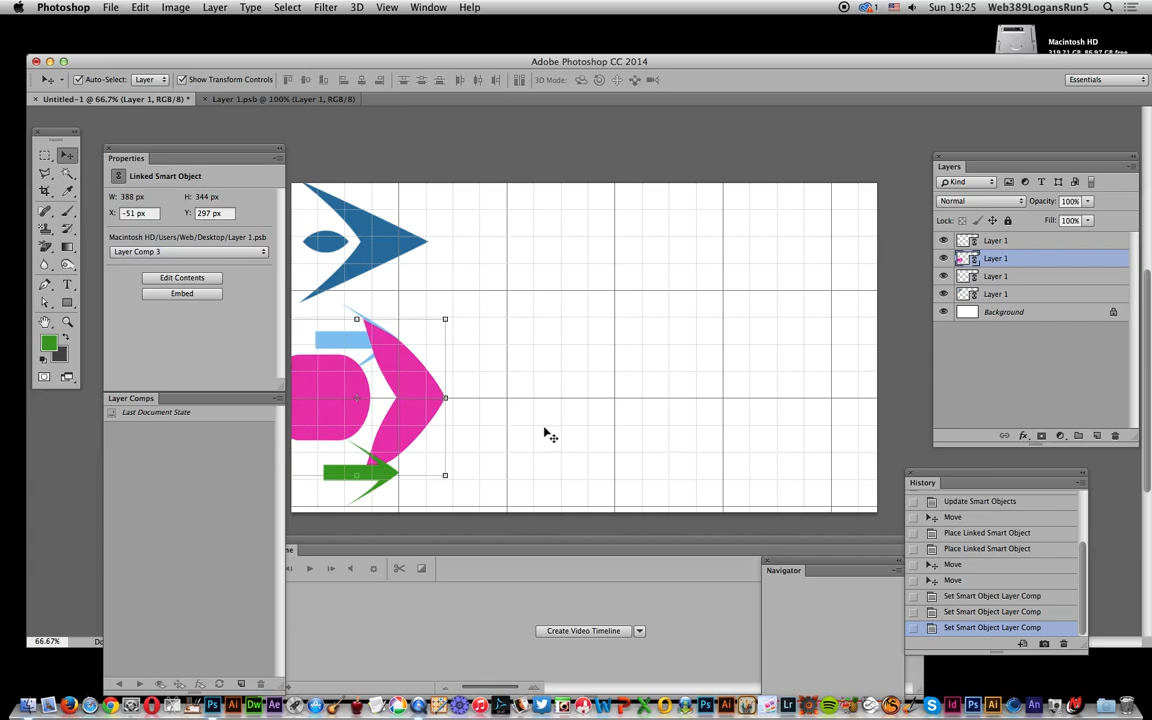 Photoshop File Edit Image Layer Type Select Filter 3D View Window Help Sun 19:25 Web389LogansRun5
Macintosh HD
Adobe Photoshop CC 2014
Auto-Select: Layer Show Transform Controls 3D Mode: Essentials
Untitled-1 @ 66.7% (Layer 1, RGB/8) * Layer 1.psb @ 100% (Layer 1, RGB/8)
Properties
Linked Smart Object
W: 388 px H: 344 px
X: -51 px Y: 297 px
Macintosh HD/Users/Web/Desktop/Layer 1.psb
Layer Comp 3
Edit Contents
Embed
Layer Comps
Last Document State
Layers
Kind
Normal Opacity: 100%
Lock: Fill: 100%
Layer 1
Layer 1
Layer 1
Layer 1
Background
History
Update Smart Objects
Move
Place Linked Smart Object
Place Linked Smart Object
Move
Move
Set Smart Object Layer Comp
Set Smart Object Layer Comp
Set Smart Object Layer Comp
Navigator
Create Video Timeline
66.67%